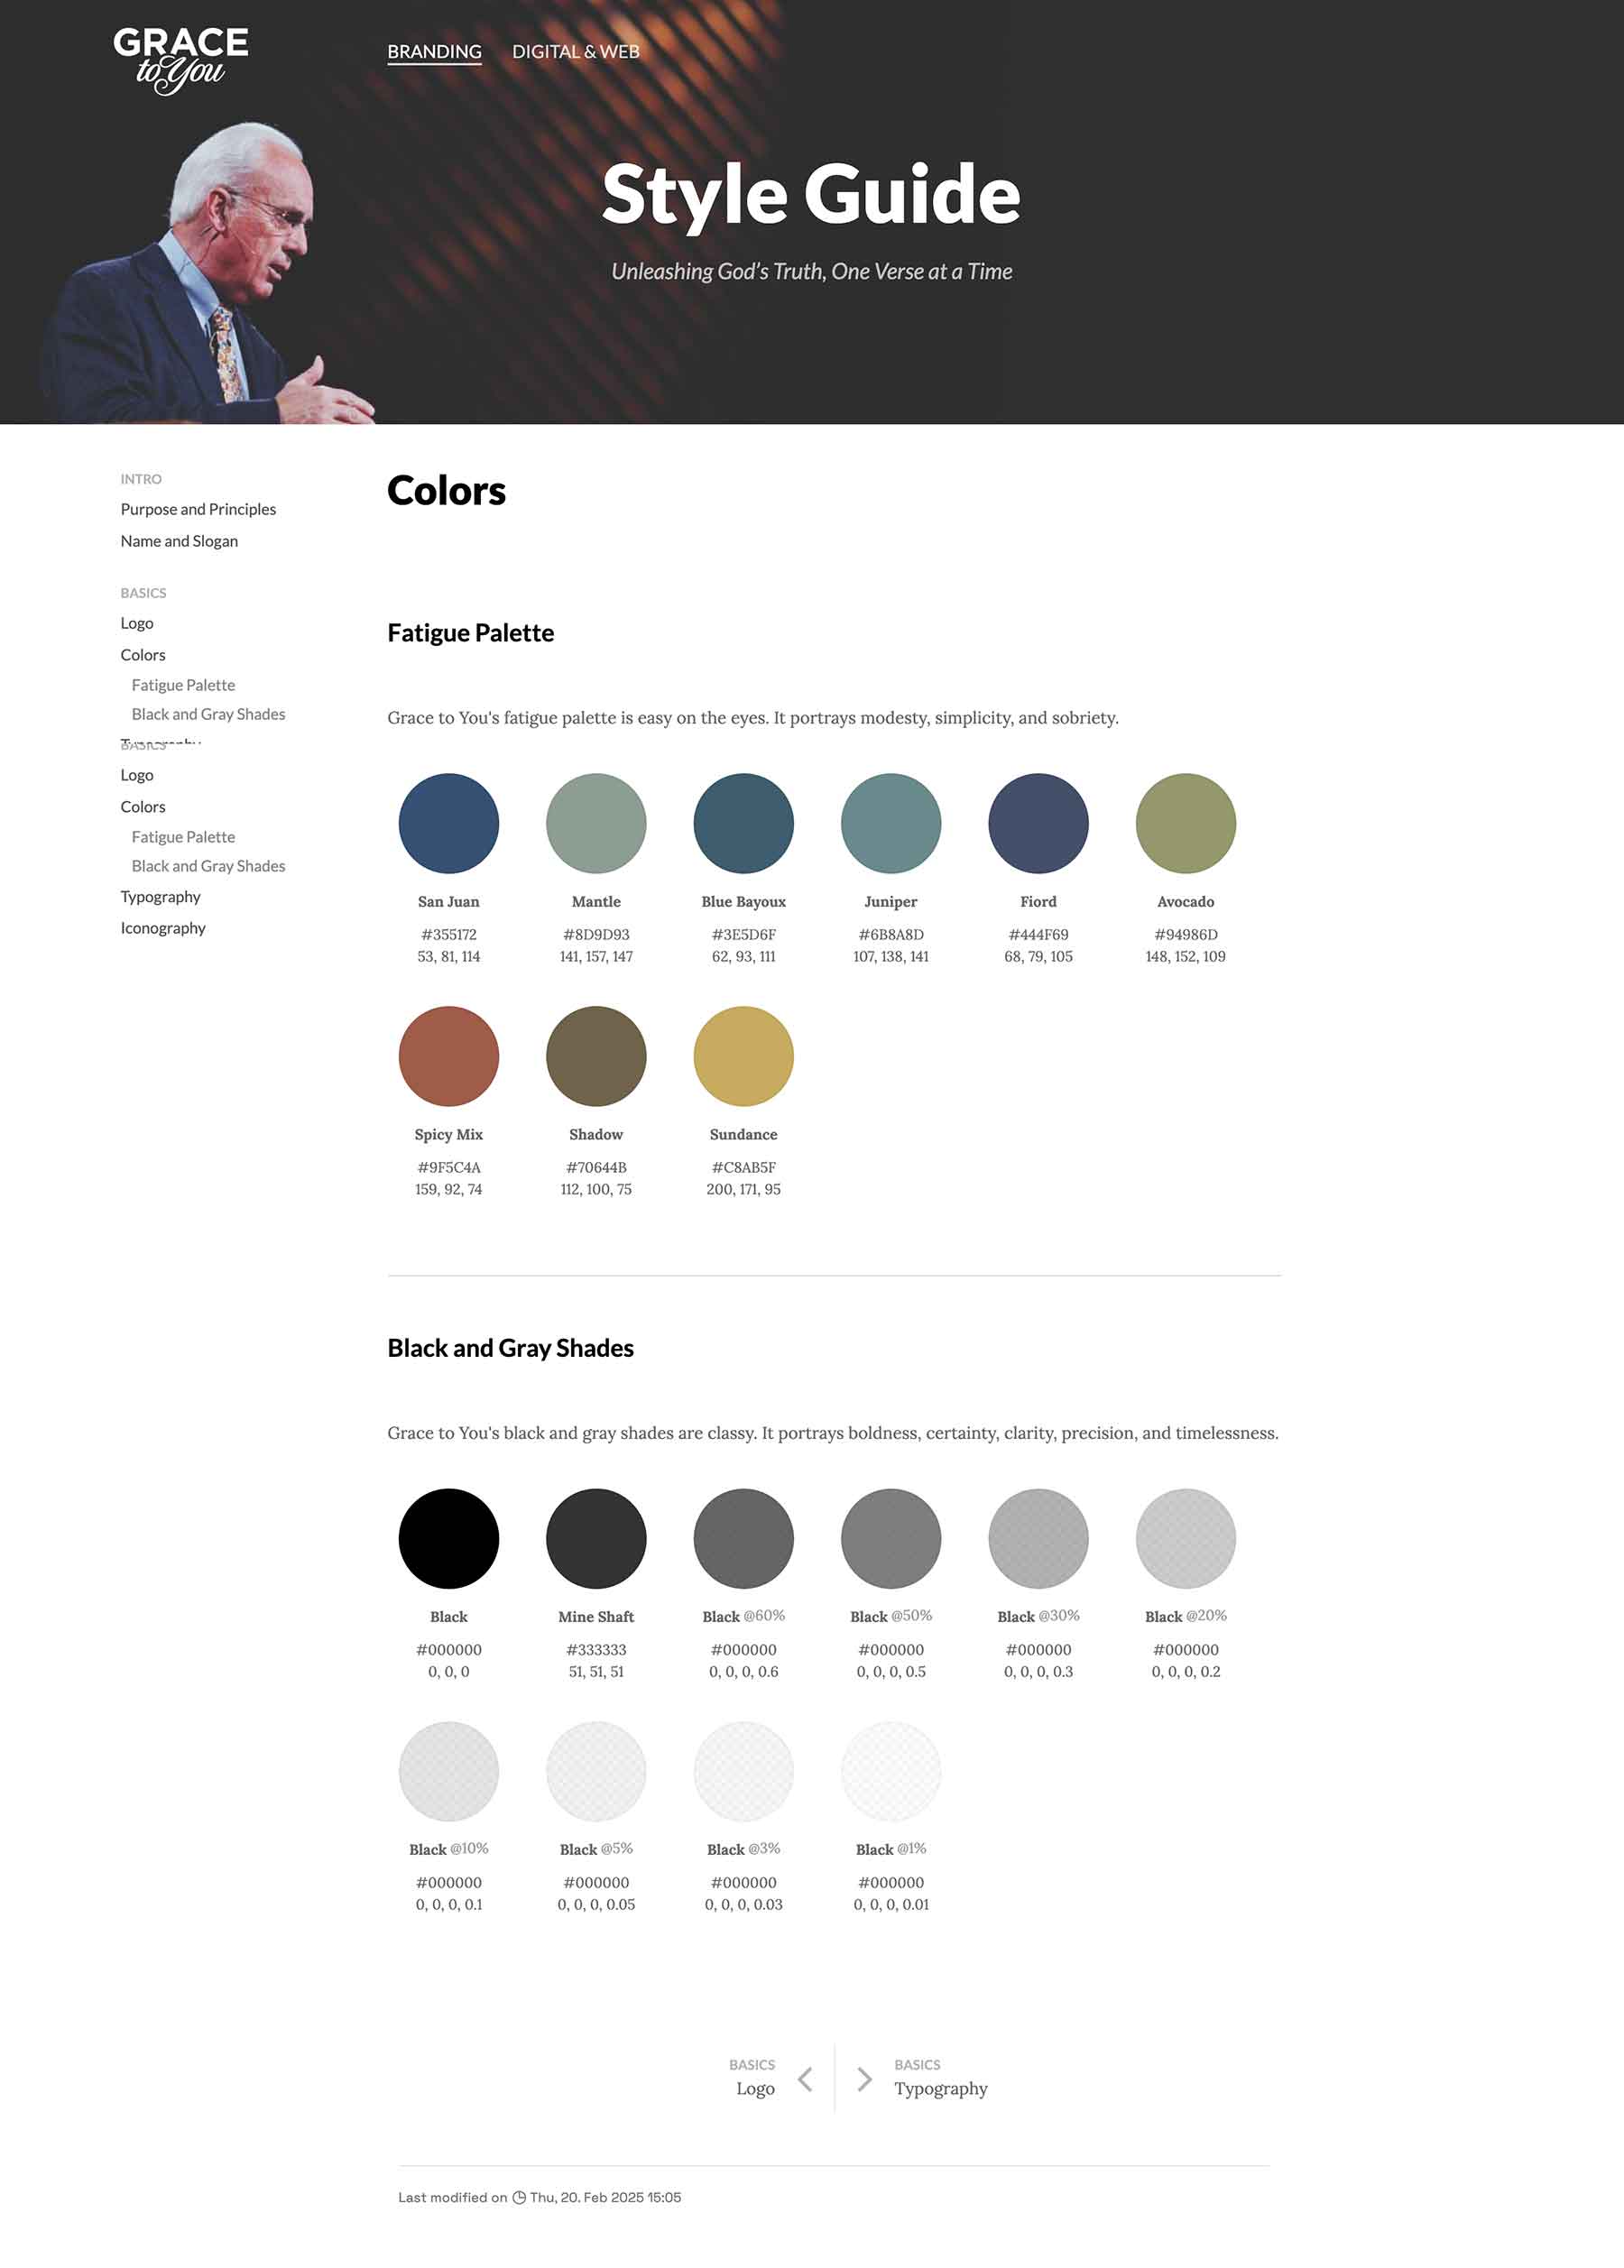 GRACE
to You
BRANDING DIGITAL & WEB
Style Guide
Unleashing God's Truth, One Verse at a Time
INTRO
Purpose and Principles
Name and Slogan
BASICS
Logo
Colors
Fatigue Palette
Black and Gray Shades
Typography
BASICS
Logo
Colors
Fatigue Palette
Black and Gray Shades
Typography
Iconography
Colors
Fatigue Palette
Grace to You's fatigue palette is easy on the eyes. It portrays modesty, simplicity, and sobriety.
San Juan Mantle Blue Bayoux Juniper Fiord Avocado
#355172 #8D9D93 #3E5D6F #6B8A8D #444F69 #94986D
53, 81, 114 141, 157, 147 62, 93, 111 107, 138, 141 68, 79, 105 148, 152, 109
Spicy Mix Shadow Sundance
#9F5C4A #70644B #C8AB5F
159, 92, 74 112, 100, 75 200, 171, 95
Black and Gray Shades
Grace to You's black and gray shades are classy. It portrays boldness, certainty, clarity, precision, and timelessness.
Black Mine Shaft Black @60% Black @50% Black @30% Black @20%
#000000 #333333 #000000 #000000 #000000 #000000
0, 0, 0 51, 51, 51 0, 0, 0, 0.6 0, 0, 0, 0.5 0, 0, 0, 0.3 0, 0, 0, 0.2
Black @10% Black @5% Black @3% Black @1%
#000000 #000000 #000000 #000000
0, 0, 0, 0.1 0, 0, 0, 0.05 0, 0, 0, 0.03 0, 0, 0, 0.01
BASICS BASICS
Logo Typography
Last modified on Thu, 20. Feb 2025 15:05